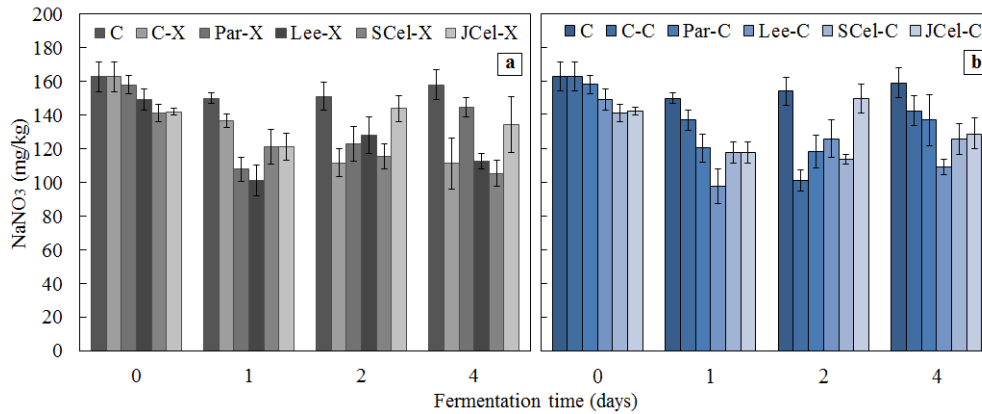 200
180
160
140
120
100
80
60
40
20
0
NaNO₃ (mg/kg)
C C-X Par-X Lee-X SCel-X JCel-X
a
0 1 2 4
C C-C Par-C Lee-C SCel-C JCel-C
b
0 1 2 4
Fermentation time (days)